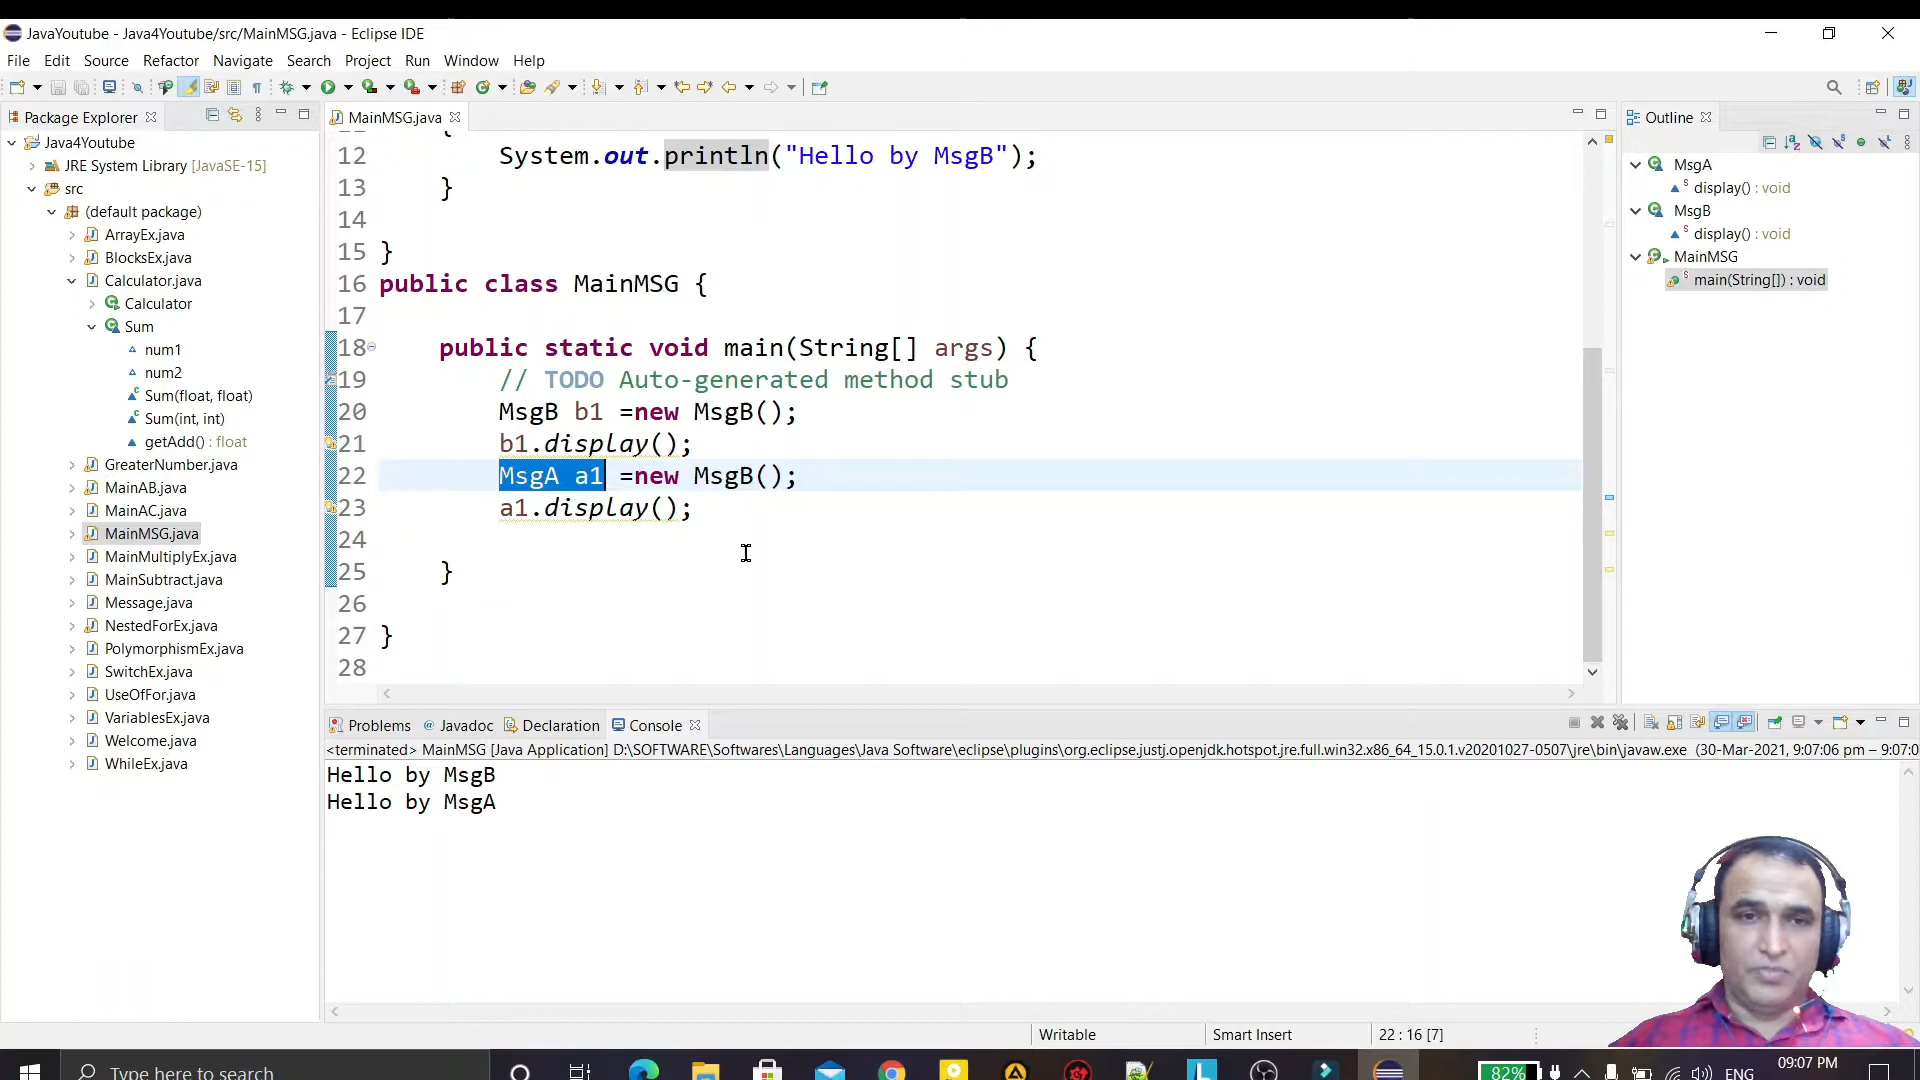 JavaYoutube - Java4Youtube/src/MainMSG.java - Eclipse IDE
File Edit Source Refactor Navigate Search Project Run Window Help
Package Explorer
Java4Youtube
JRE System Library [JavaSE-15]
src
(default package)
ArrayEx.java
BlocksEx.java
Calculator.java
Calculator
Sum
num1
num2
Sum(float, float)
Sum(int, int)
getAdd() : float
GreaterNumber.java
MainAB.java
MainAC.java
MainMSG.java
MainMultiplyEx.java
MainSubtract.java
Message.java
NestedForEx.java
PolymorphismEx.java
SwitchEx.java
UseOfFor.java
VariablesEx.java
Welcome.java
WhileEx.java
MainMSG.java
12 System.out.println("Hello by MsgB");
13 }
14
15 }
16 public class MainMSG {
17
18 public static void main(String[] args) {
19 // TODO Auto-generated method stub
20 MsgB b1 =new MsgB();
21 b1.display();
22 MsgA a1 =new MsgB();
23 a1.display();
24
25 }
26
27 }
28
Outline
MsgA
display() : void
MsgB
display() : void
MainMSG
main(String[]) : void
Problems @ Javadoc Declaration Console
<terminated> MainMSG [Java Application] D:\SOFTWARE\Softwares\Languages\Java Software\eclipse\plugins\org.eclipse.justj.openjdk.hotspot.jre.full.win32.x86_64_15.0.1.v20201027-0507\jre\bin\javaw.exe (30-Mar-2021, 9:07:06 pm – 9:07:0
Hello by MsgB
Hello by MsgA
Writable Smart Insert 22 : 16 [7]
Type here to search
82% ENG 09:07 PM